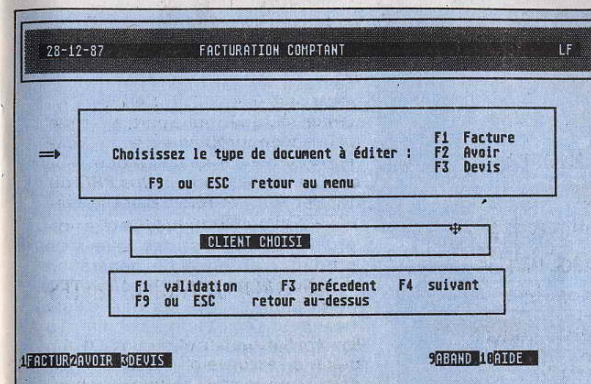 28-12-87 FACTURATION COMPTANT LF
F1 Facture
⇒ Choisissez le type de document à éditer : F2 Avoir
F3 Devis
F9 ou ESC retour au menu
CLIENT CHOISI
F1 validation F3 précedent F4 suivant
F9 ou ESC retour au-dessus
1FACTUR2AVOIR 3DEVIS 9ABAND 10AIDE